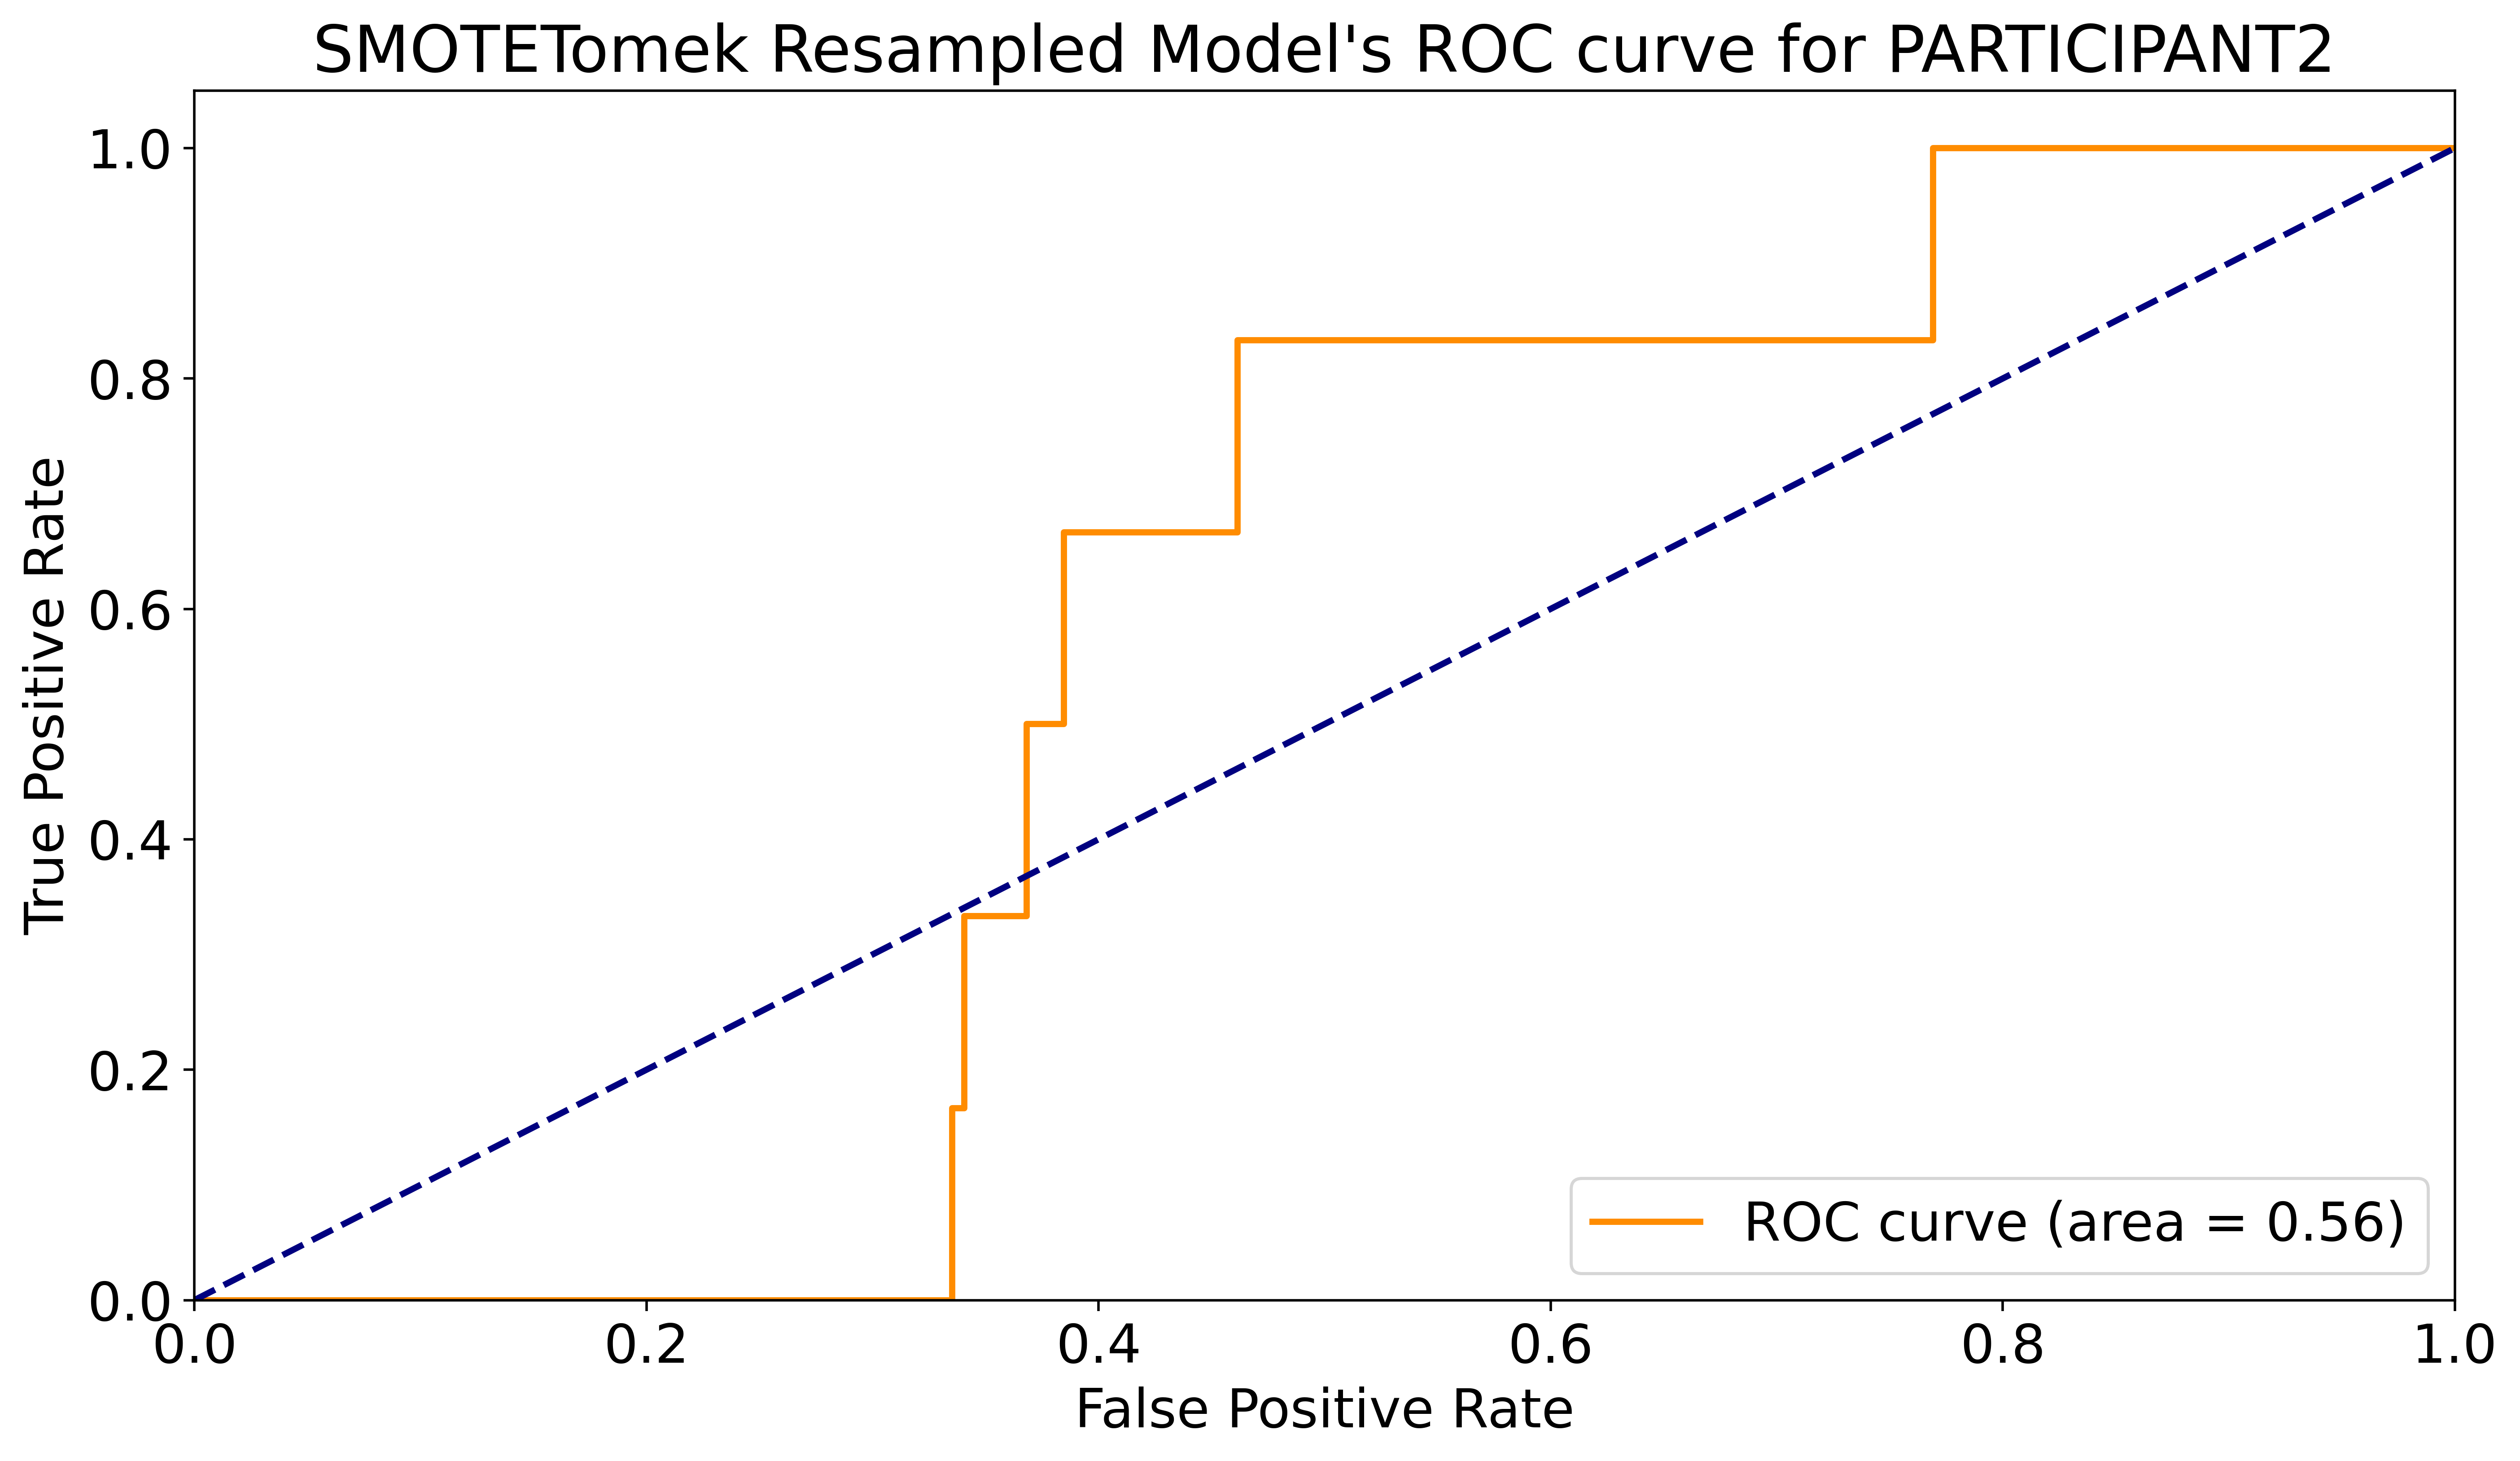 SMOTETomek Resampled Model's ROC curve for PARTICIPANT2
True Positive Rate
1.0
0.8
0.6
0.4
0.2
0.0
ROC curve (area = 0.56)
0.0 0.2 0.4 0.6 0.8 1.0
False Positive Rate